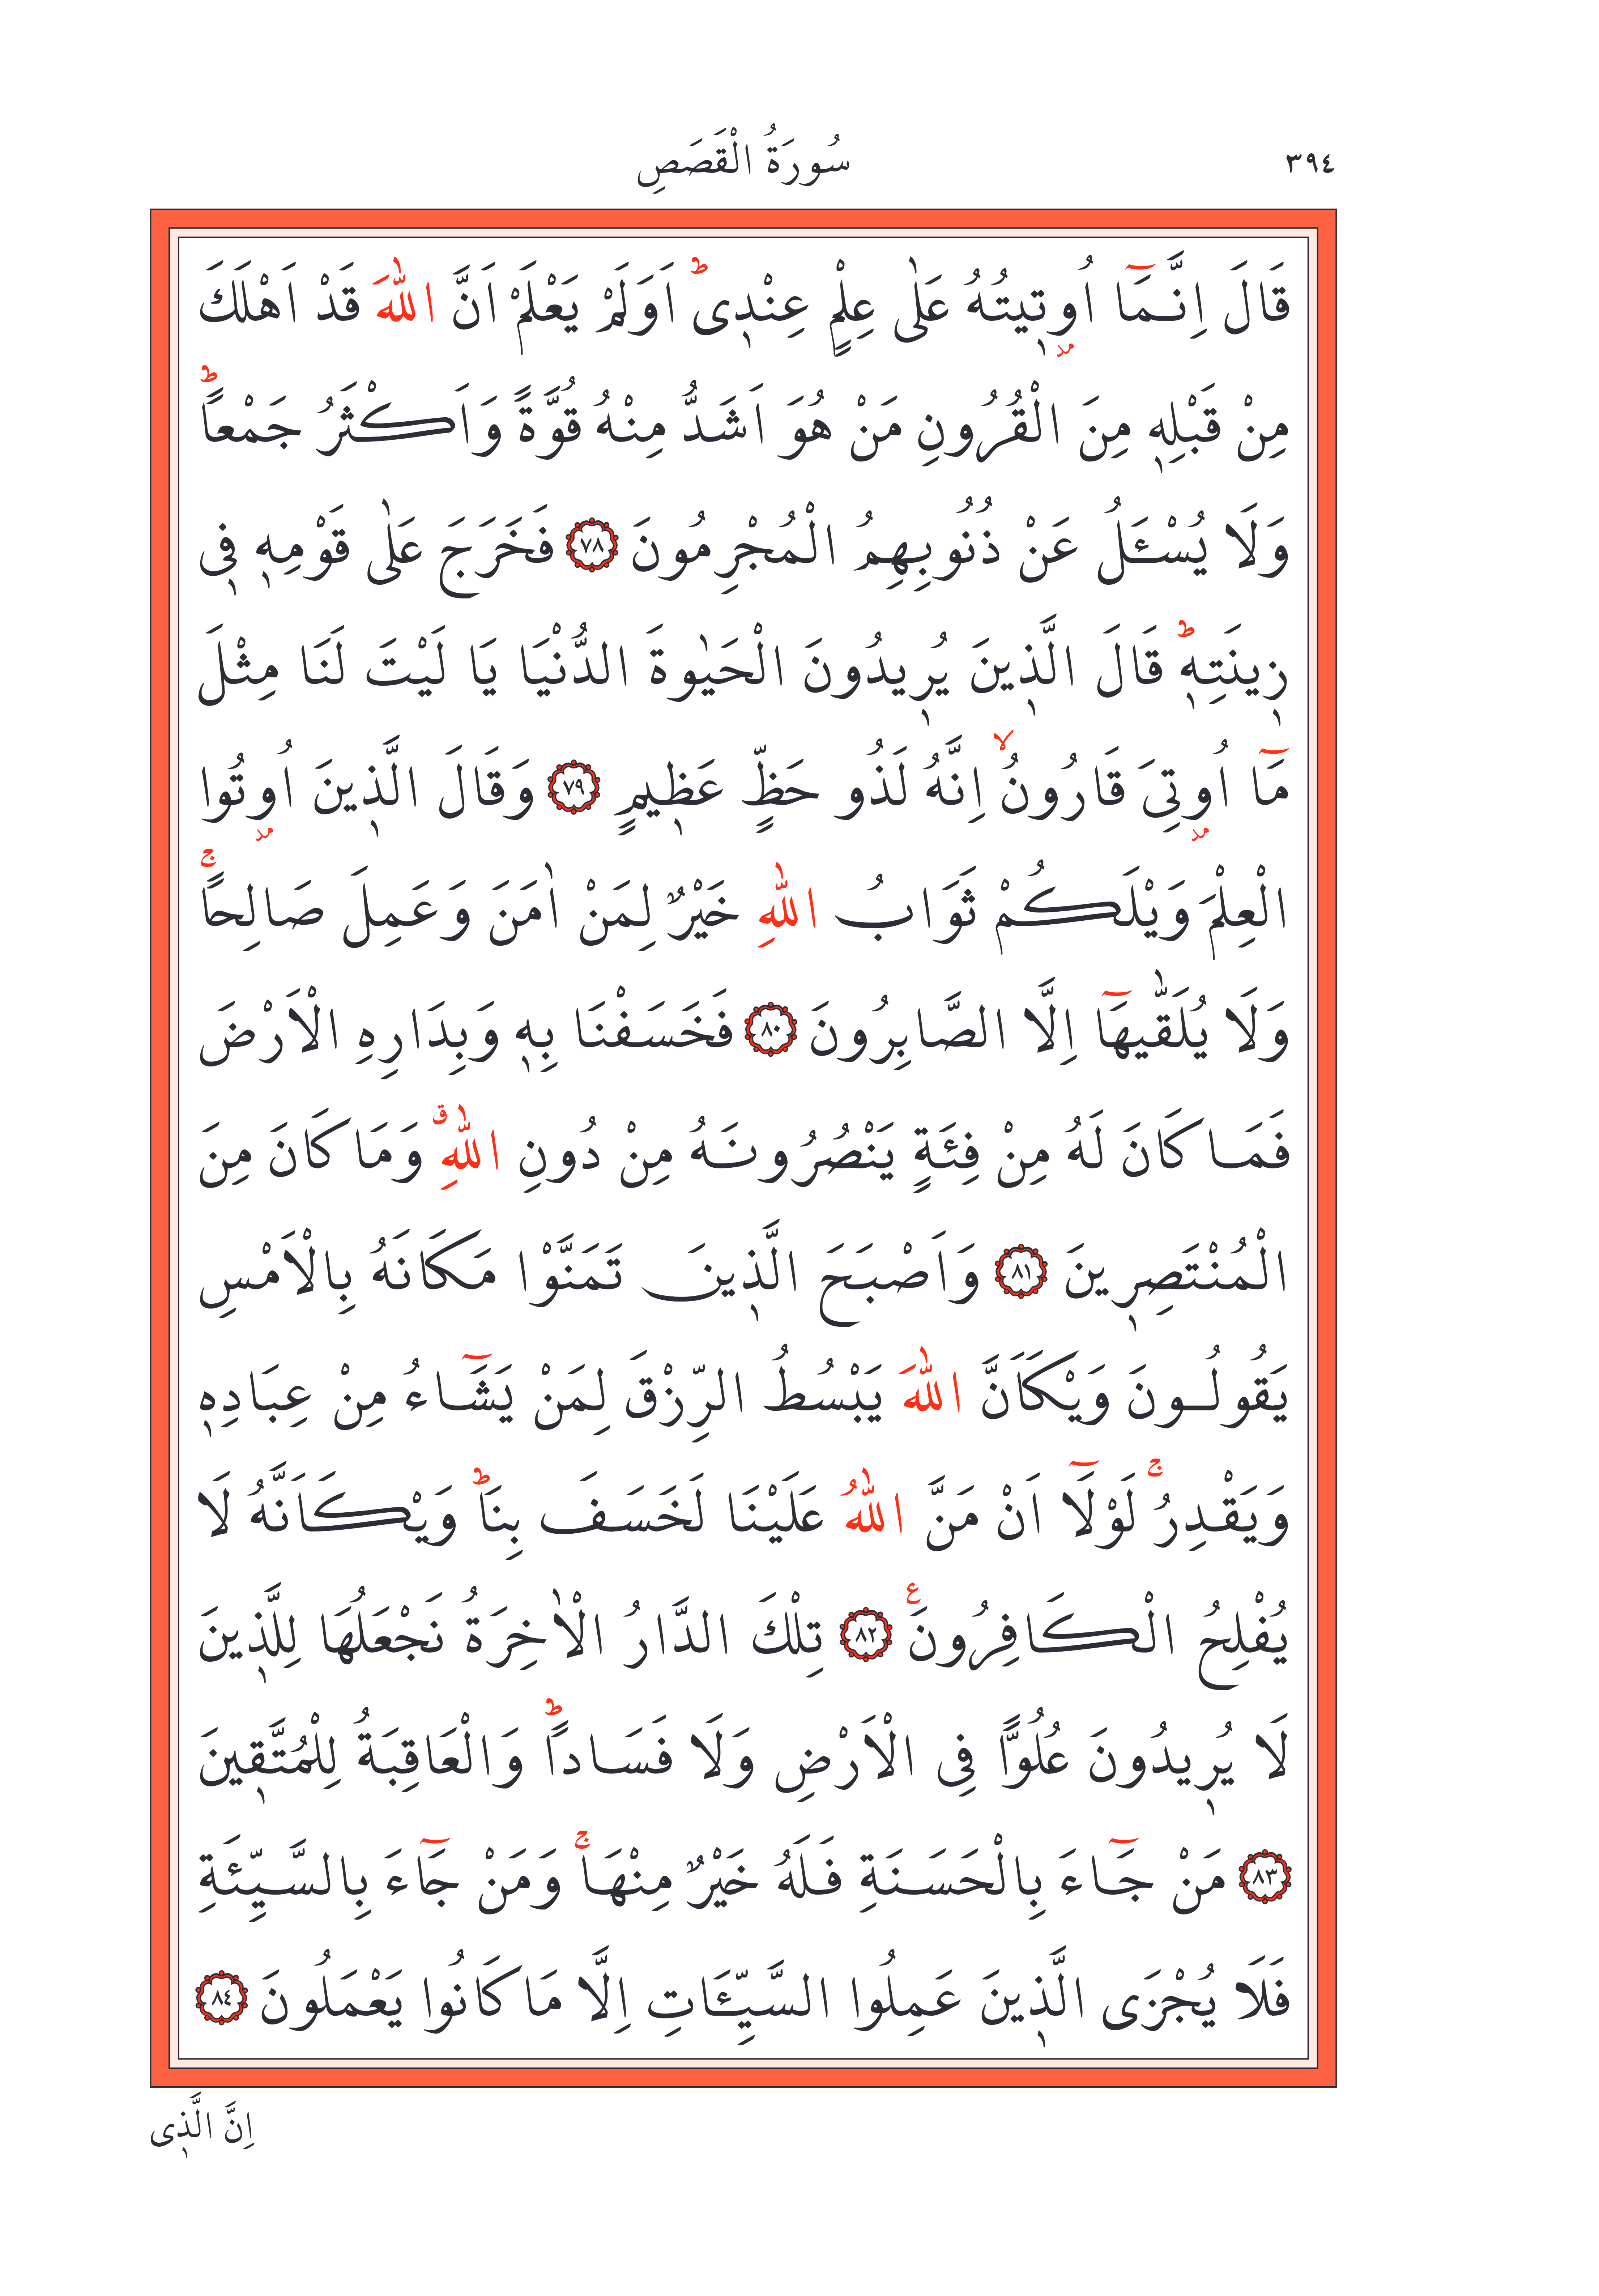 ٣٩٤
سُورَةُ الْقَصَصِ
قَالَ اِنَّمَٓا اُو۫ت۪يتُهُ عَلٰى عِلْمٍ عِنْد۪يۜ اَوَلَمْ يَعْلَمْ اَنَّ اللّٰهَ قَدْ اَهْلَكَ
مِنْ قَبْلِه۪ مِنَ الْقُرُونِ مَنْ هُوَ اَشَدُّ مِنْهُ قُوَّةً وَاَكْثَرُ جَمْعاًۜ
وَلَا يُسْـَٔلُ عَنْ ذُنُوبِهِمُ الْمُجْرِمُونَ ﴿٧٨﴾ فَخَرَجَ عَلٰى قَوْمِه۪ ف۪ي
ز۪ينَتِه۪ۜ قَالَ الَّذ۪ينَ يُر۪يدُونَ الْحَيٰوةَ الدُّنْيَا يَا لَيْتَ لَنَا مِثْلَ
مَٓا اُو۫تِيَ قَارُونُۙ اِنَّهُ لَذُو حَظٍّ عَظ۪يمٍ ﴿٧٩﴾ وَقَالَ الَّذ۪ينَ اُو۫تُوا
الْعِلْمَ وَيْلَكُمْ ثَوَابُ اللّٰهِ خَيْرٌ لِمَنْ اٰمَنَ وَعَمِلَ صَالِحاًۚ
وَلَا يُلَقّٰيهَٓا اِلَّا الصَّابِرُونَ ﴿٨٠﴾ فَخَسَفْنَا بِه۪ وَبِدَارِهِ الْاَرْضَ
فَمَا كَانَ لَهُ مِنْ فِئَةٍ يَنْصُرُونَهُ مِنْ دُونِ اللّٰهِۗ وَمَا كَانَ مِنَ
الْمُنْتَصِر۪ينَ ﴿٨١﴾ وَاَصْبَحَ الَّذ۪ينَ تَمَنَّوْا مَكَانَهُ بِالْاَمْسِ
يَقُولُونَ وَيْكَاَنَّ اللّٰهَ يَبْسُطُ الرِّزْقَ لِمَنْ يَشَٓاءُ مِنْ عِبَادِه۪
وَيَقْدِرُۚ لَوْلَٓا اَنْ مَنَّ اللّٰهُ عَلَيْنَا لَخَسَفَ بِنَاۜ وَيْكَاَنَّهُ لَا
يُفْلِحُ الْكَافِرُونَ۟ ﴿٨٢﴾ تِلْكَ الدَّارُ الْاٰخِرَةُ نَجْعَلُهَا لِلَّذ۪ينَ
لَا يُر۪يدُونَ عُلُوًّا فِي الْاَرْضِ وَلَا فَسَاداًۜ وَالْعَاقِبَةُ لِلْمُتَّق۪ينَ
﴿٨٣﴾ مَنْ جَٓاءَ بِالْحَسَنَةِ فَلَهُ خَيْرٌ مِنْهَاۚ وَمَنْ جَٓاءَ بِالسَّيِّئَةِ
فَلَا يُجْزَى الَّذ۪ينَ عَمِلُوا السَّيِّـَٔاتِ اِلَّا مَا كَانُوا يَعْمَلُونَ ﴿٨٤﴾
اِنَّ الَّذ۪ي